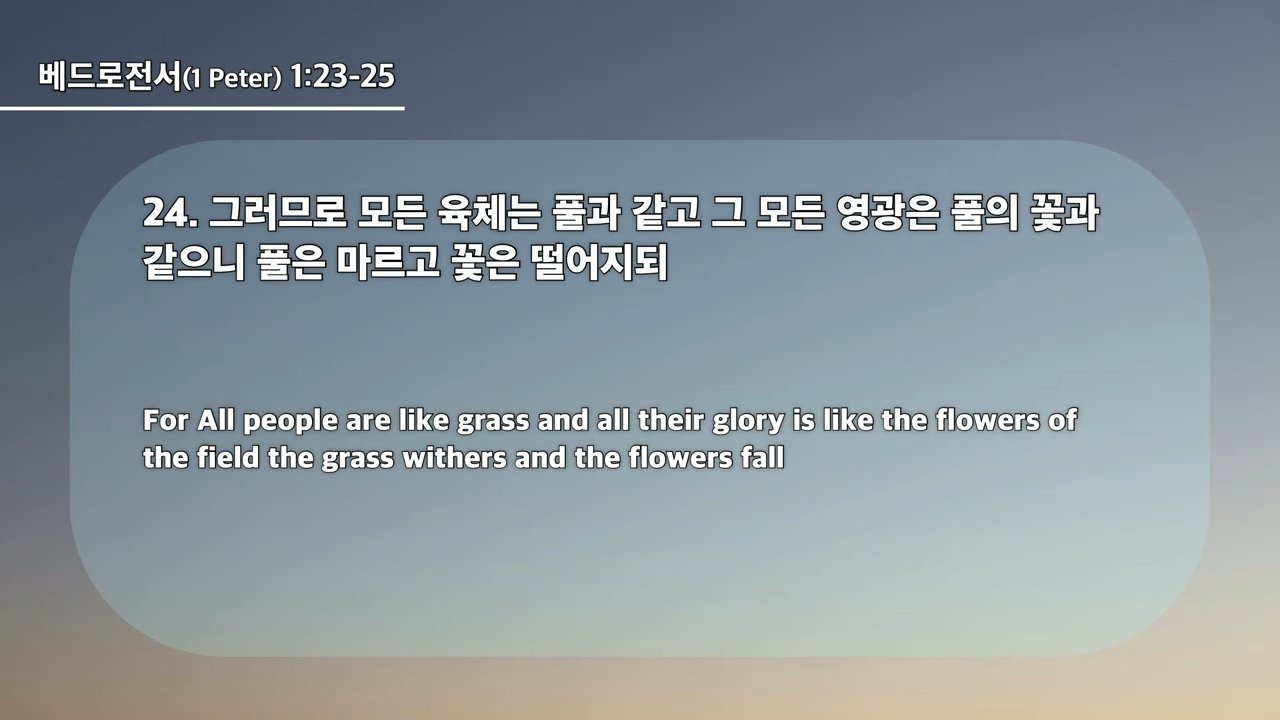 베드로전서(1 Peter) 1:23-25
24. 그러므로 모든 육체는 풀과 같고 그 모든 영광은 풀의 꽃과
같으니 풀은 마르고 꽃은 떨어지되
For All people are like grass and all their glory is like the flowers of
the field the grass withers and the flowers fall